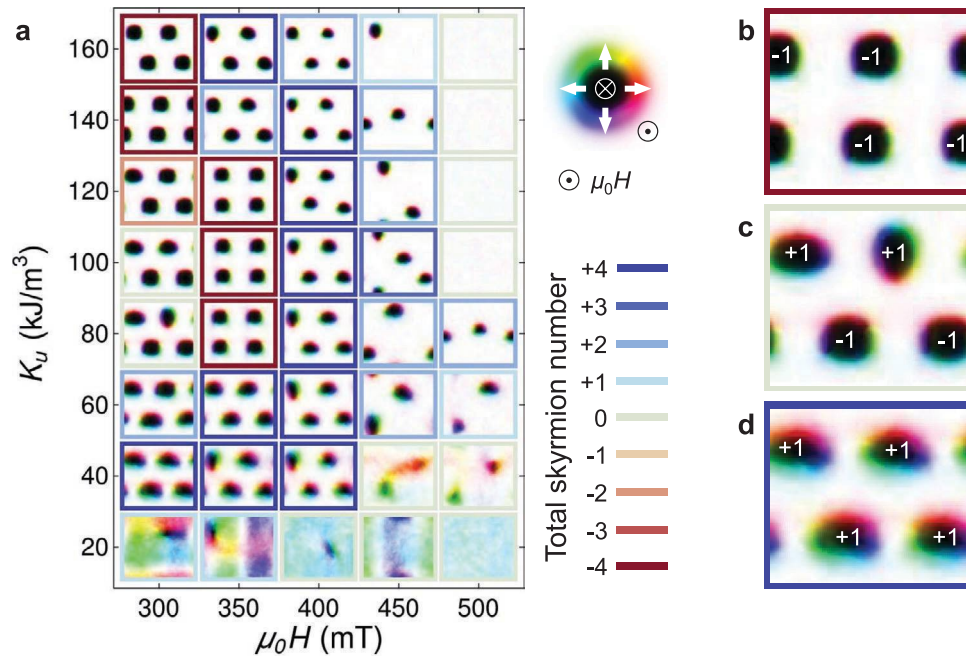 a
160
140
120
100
80
60
40
20
K_u (kJ/m³)
300 350 400 450 500
μ₀H (mT)
⊙ μ₀H
Total skyrmion number
+4
+3
+2
+1
0
-1
-2
-3
-4
b
-1 -1 -1
-1 -1
c
+1 +1
-1 -1
d
+1 +1
+1 +1